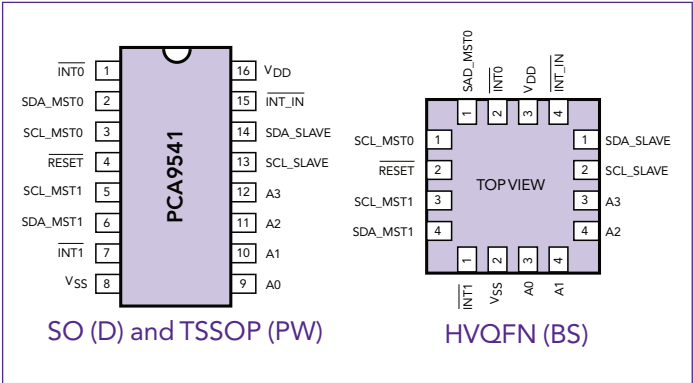 INT0 1 16 VDD
SDA_MST0 2 15 INT_IN
SCL_MST0 3 14 SDA_SLAVE
RESET 4 13 SCL_SLAVE
SCL_MST1 5 12 A3
SDA_MST1 6 11 A2
INT1 7 10 A1
VSS 8 9 A0
PCA9541
SO (D) and TSSOP (PW)
SAD_MST0 INT0 VDD INT_IN
1 2 3 4
SCL_MST0 1 1 SDA_SLAVE
RESET 2 2 SCL_SLAVE
TOP VIEW
SCL_MST1 3 3 A3
SDA_MST1 4 4 A2
1 2 3 4
INT1 VSS A0 A1
HVQFN (BS)